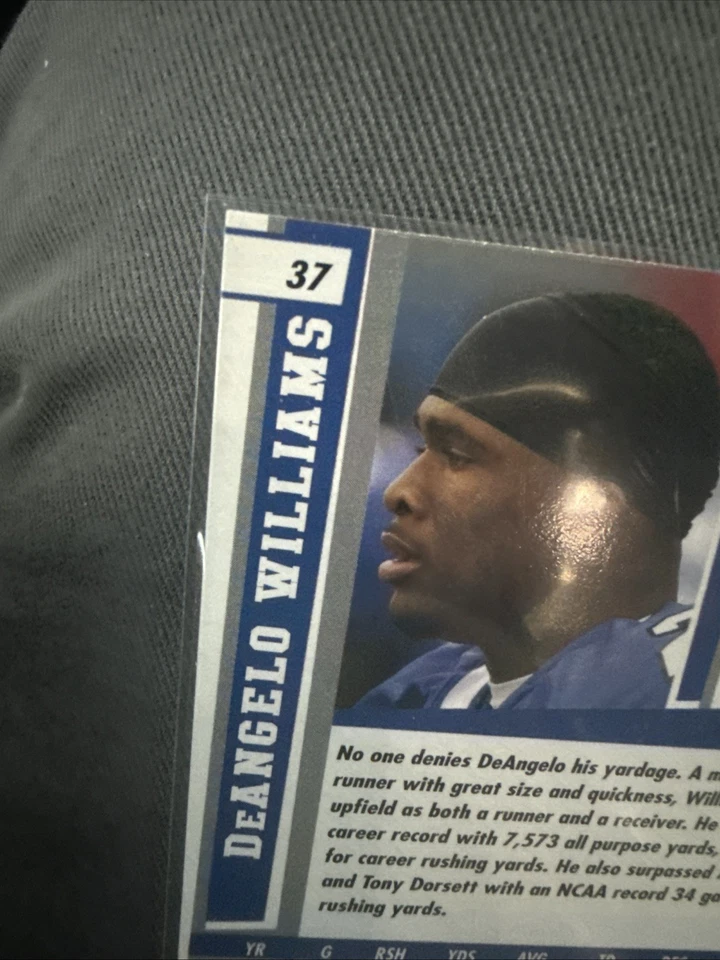 37
DeANGELO WILLIAMS
No one denies DeAngelo his yardage. A
runner with great size and quickness,
upfield as both a runner and a receiver. He
career record with 7,573 all purpose yards,
for career rushing yards. He also surpassed
and Tony Dorsett with an NCAA record 34
rushing yards.
YR G RSH YDS AVG